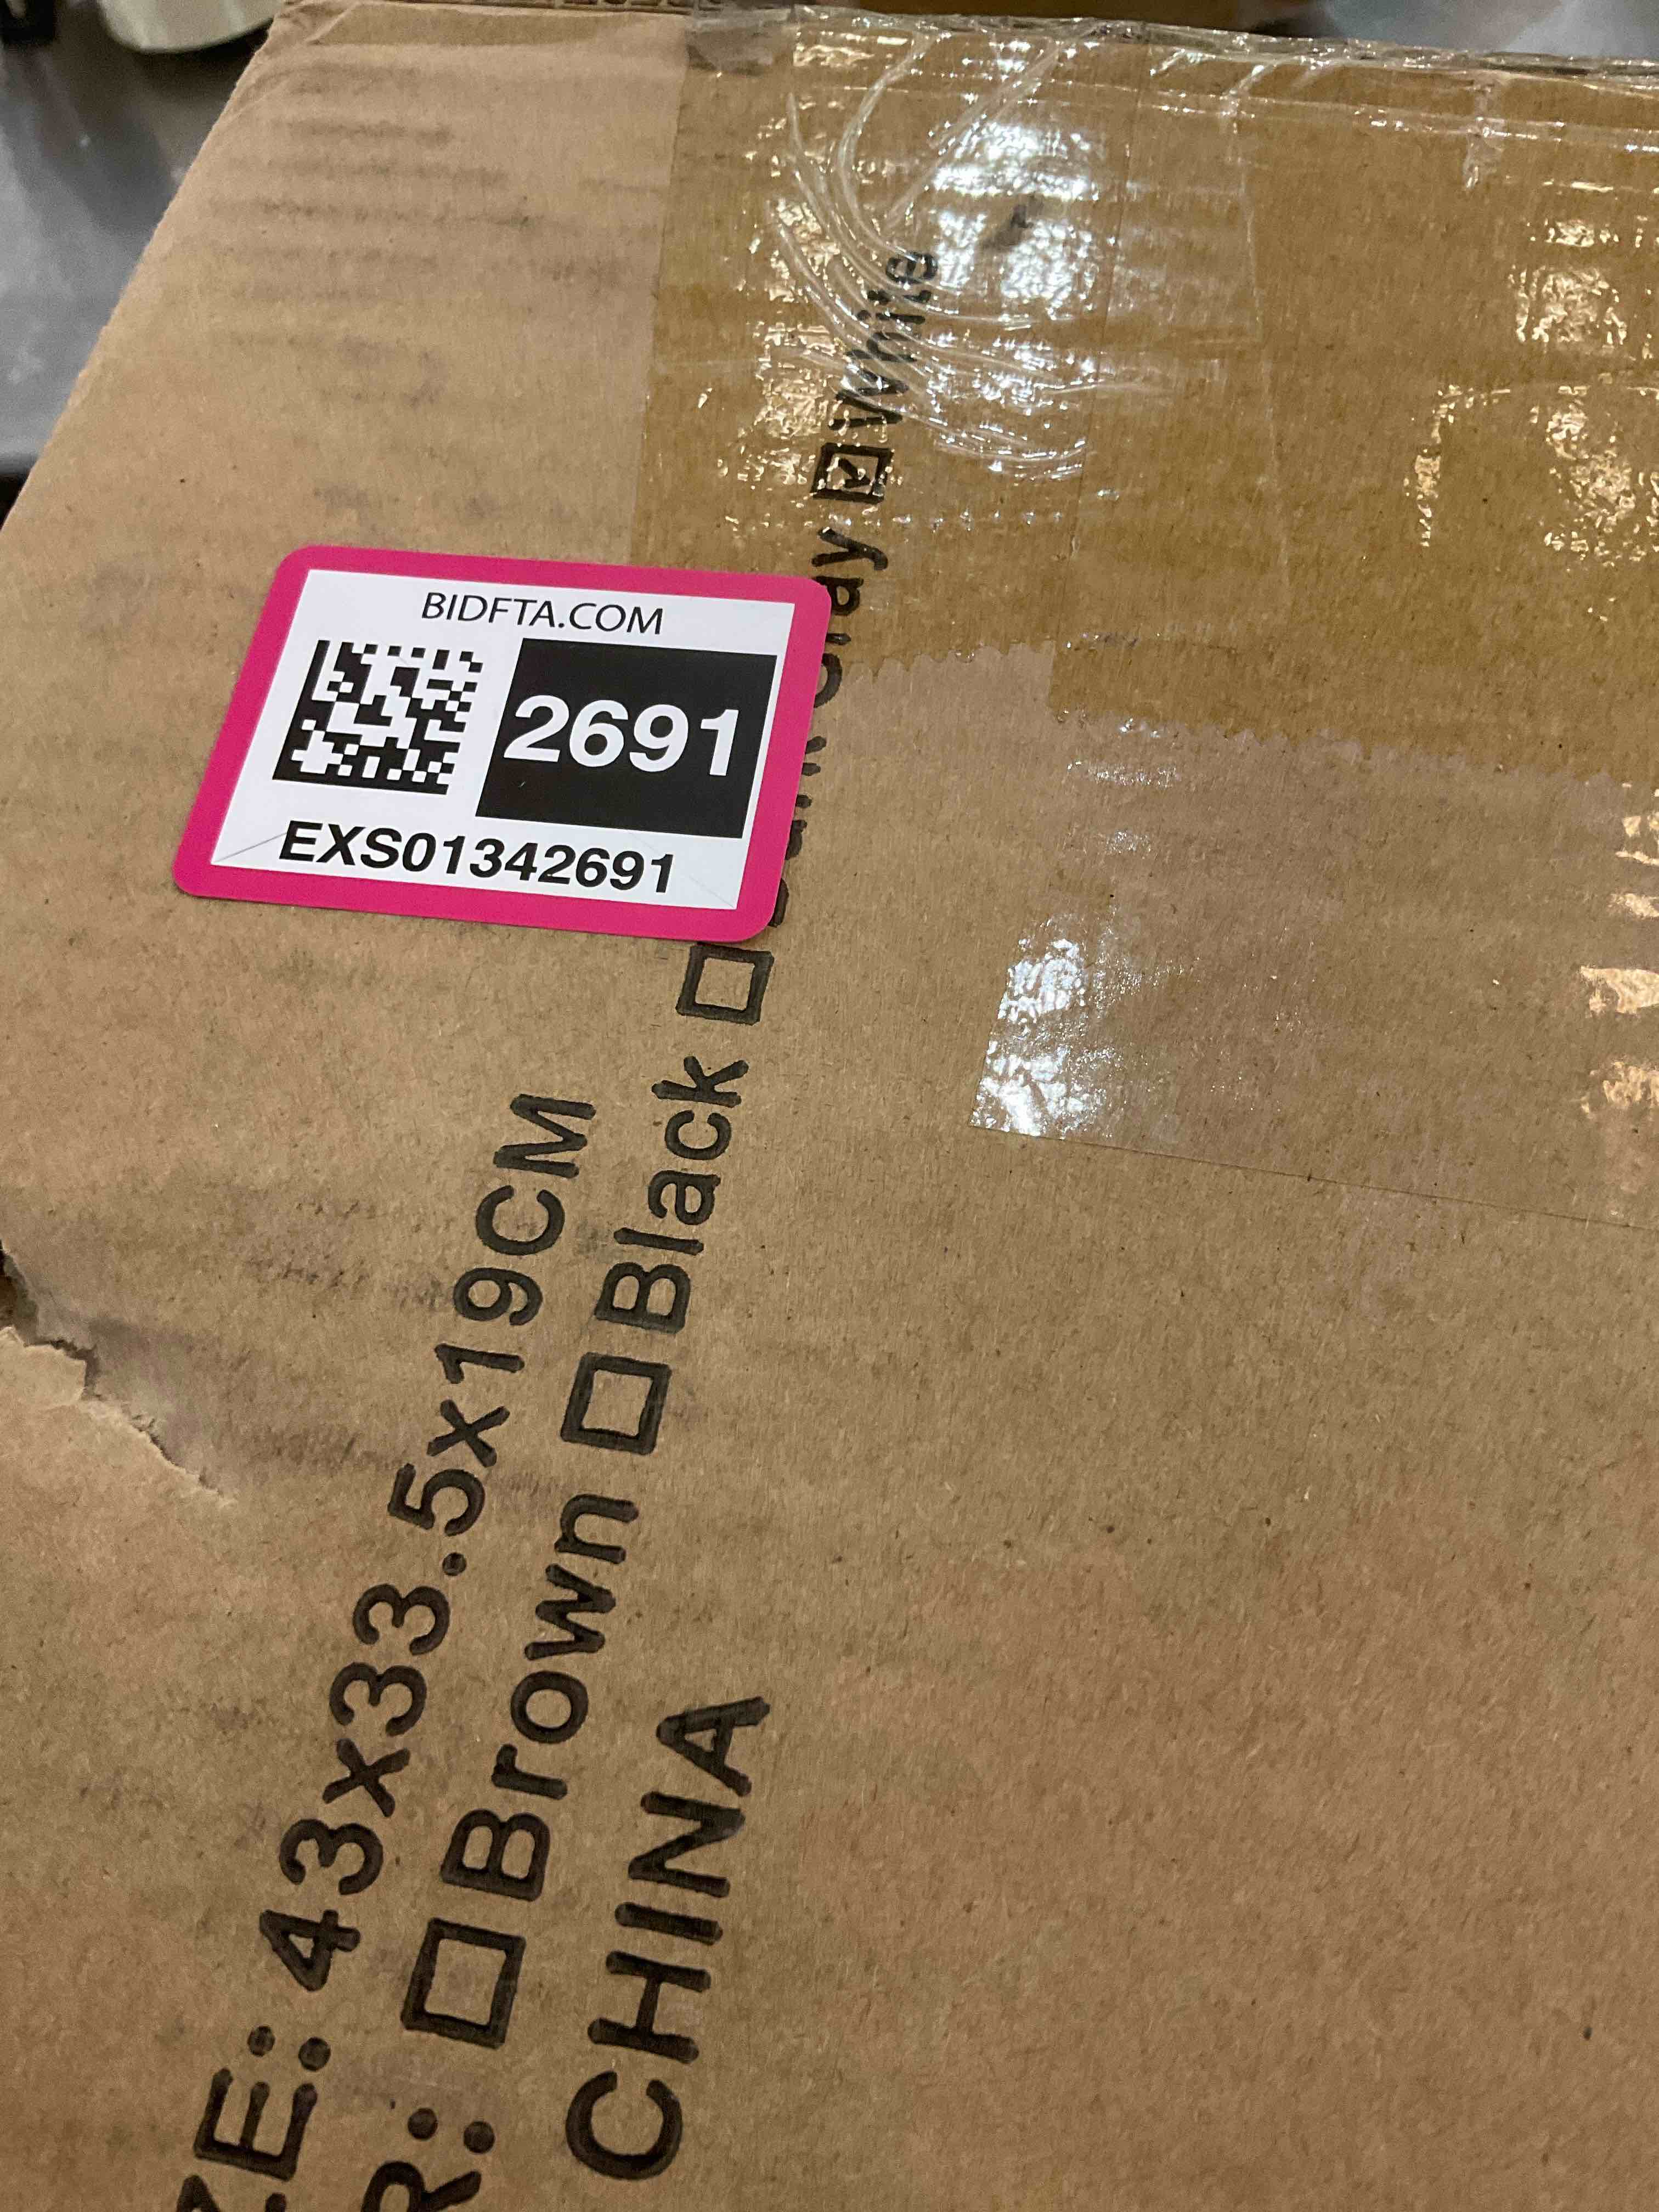 BIDFTA.COM
2691
EXS01342691
ZE: 43x33.5x19CM
R: ☐Brown ☐Black ☐ Gray ☑White
CHINA